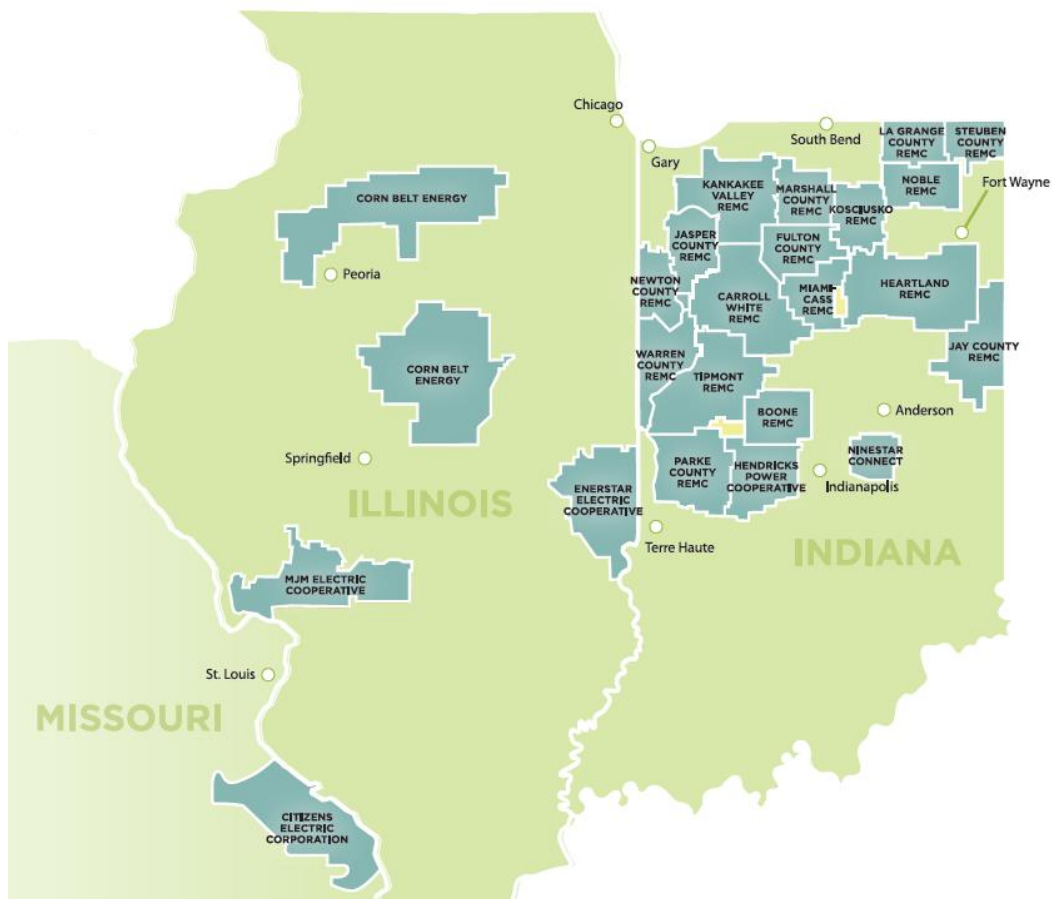 Chicago
South Bend
LA GRANGE
COUNTY
REMC
STEUBEN
COUNTY
REMC
Gary
KANKAKEE
VALLEY
REMC
MARSHALL
COUNTY
REMC
NOBLE
REMC
Fort Wayne
CORN BELT ENERGY
KOSCIUSKO
REMC
JASPER
COUNTY
REMC
FULTON
COUNTY
REMC
Peoria
NEWTON
COUNTY
REMC
CARROLL
WHITE
REMC
MIAMI-
CASS
REMC
HEARTLAND
REMC
JAY COUNTY
REMC
CORN BELT
ENERGY
WARREN
COUNTY
REMC
TIPMONT
REMC
BOONE
REMC
Anderson
Springfield
NINESTAR
CONNECT
PARKE
COUNTY
REMC
HENDRICKS
POWER
COOPERATIVE
Indianapolis
ENERSTAR
ELECTRIC
COOPERATIVE
ILLINOIS
Terre Haute
INDIANA
MJM ELECTRIC
COOPERATIVE
St. Louis
MISSOURI
CITIZENS
ELECTRIC
CORPORATION